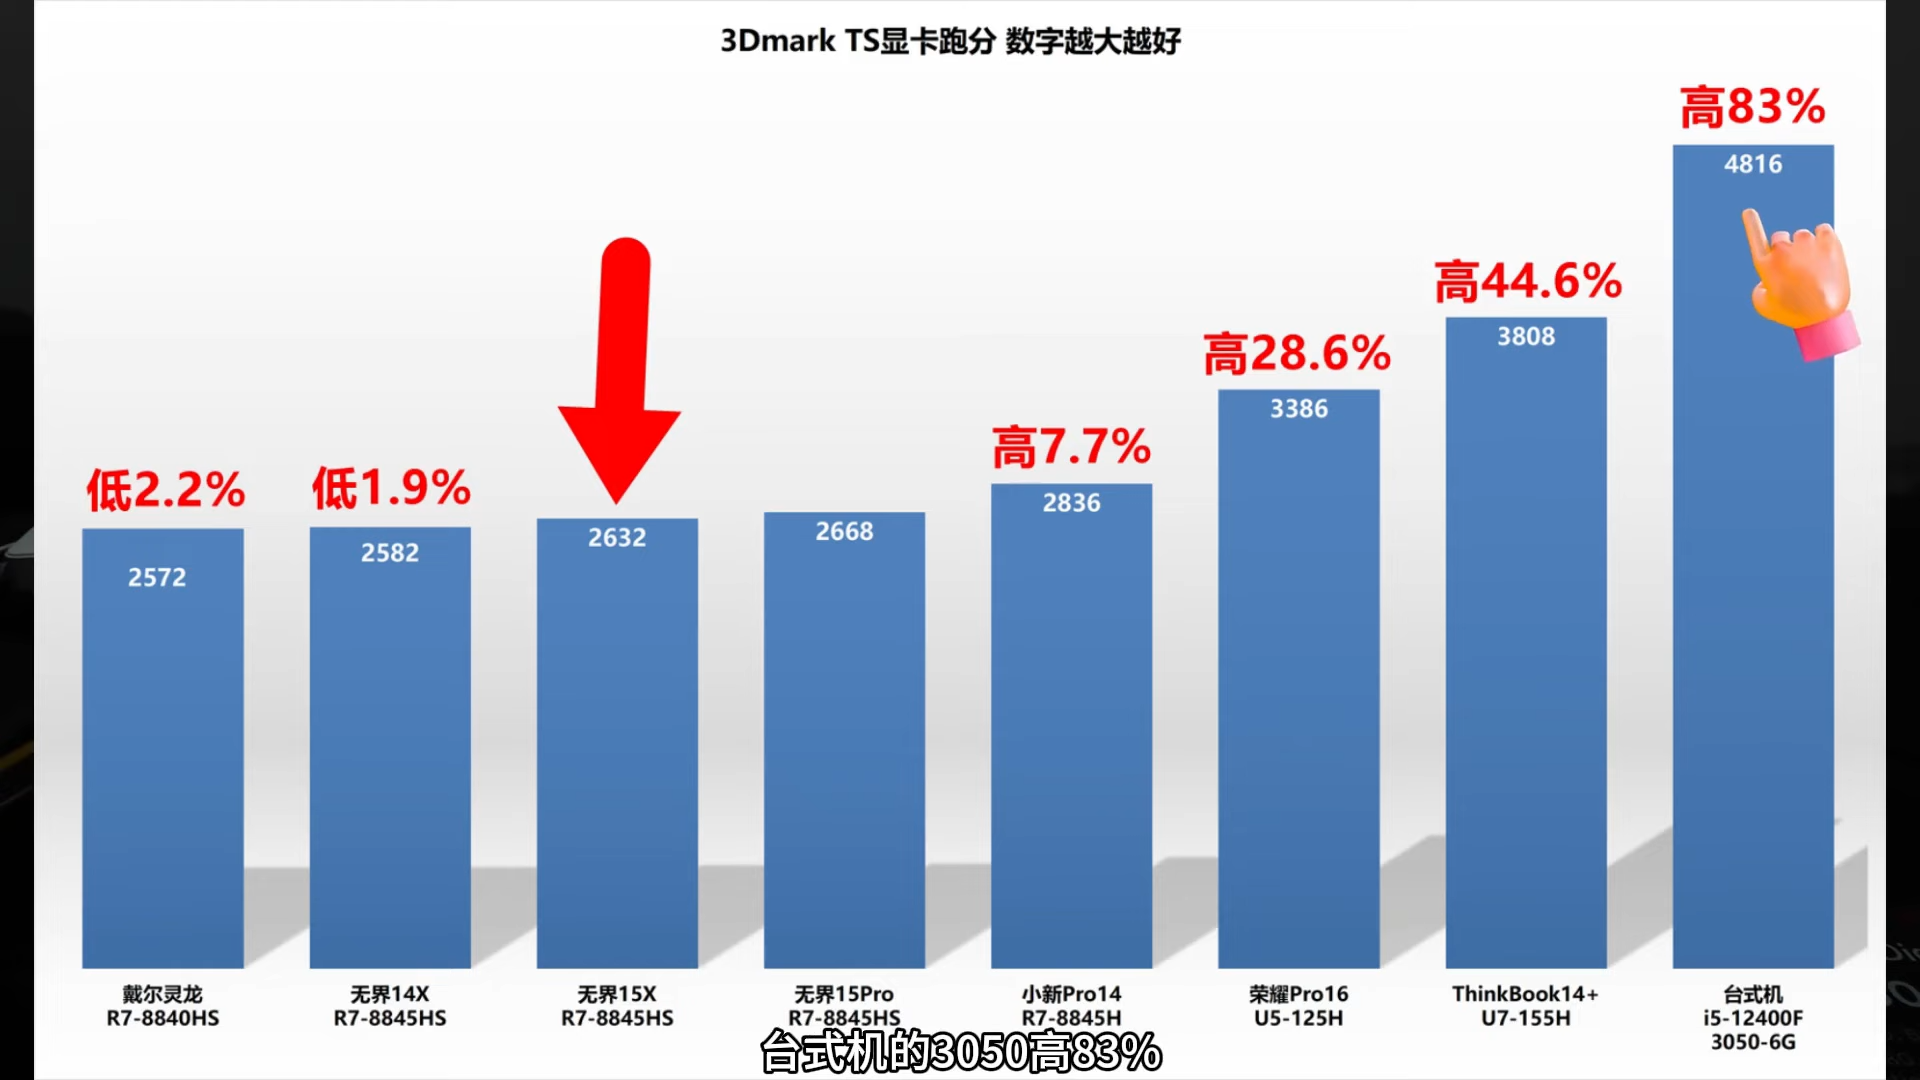 3Dmark TS显卡跑分 数字越大越好
高83%
4816
高44.6%
3808
高28.6%
3386
高7.7%
2836
低2.2%
2572
低1.9%
2582
2632
2668
戴尔灵龙
R7-8840HS
无界14X
R7-8845HS
无界15X
R7-8845HS
无界15Pro
R7-8845HS
小新Pro14
R7-8845H
荣耀Pro16
U5-125H
ThinkBook14+
U7-155H
台式机
i5-12400F
3050-6G
台式机的3050高83%